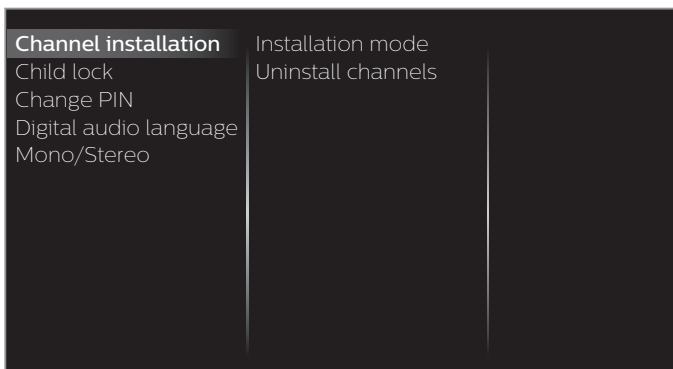 Channel installation
Child lock
Change PIN
Digital audio language
Mono/Stereo
Installation mode
Uninstall channels